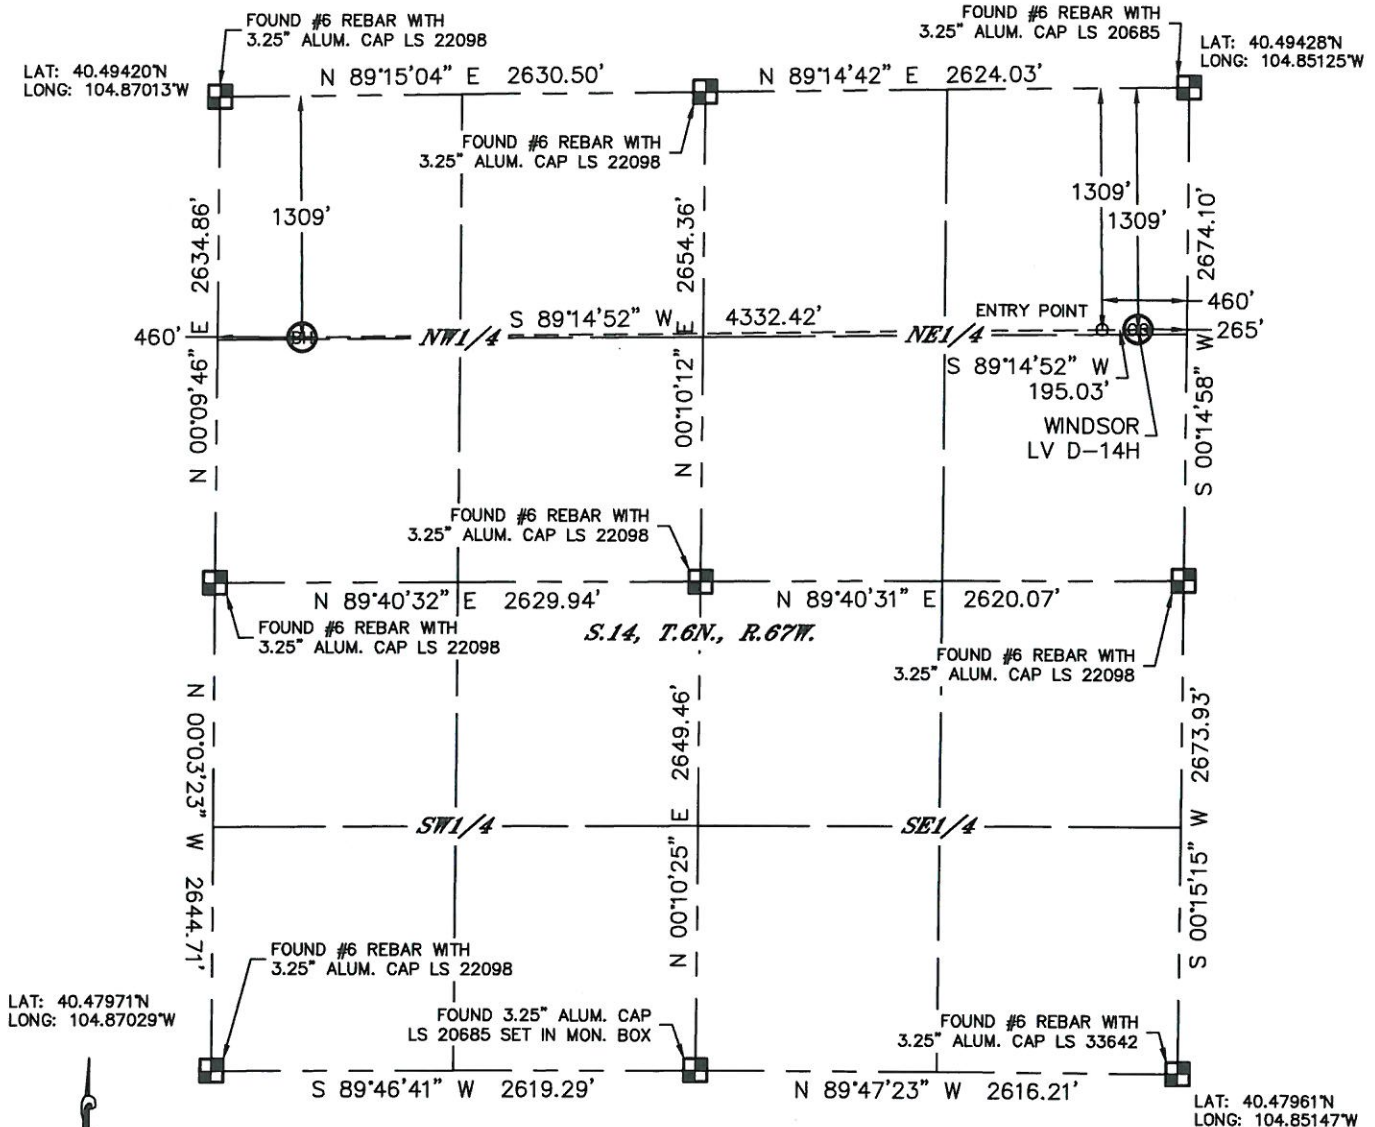 FOUND #6 REBAR WITH
3.25" ALUM. CAP LS 22098
FOUND #6 REBAR WITH
3.25" ALUM. CAP LS 20685
LAT: 40.49420°N
LONG: 104.87013°W
LAT: 40.49428°N
LONG: 104.85125°W
N 89°15'04" E 2630.50'
N 89°14'42" E 2624.03'
FOUND #6 REBAR WITH
3.25" ALUM. CAP LS 22098
1309'
1309'
1309'
N 00°09'46" E 2634.86'
N 00°10'12" E 2654.36'
S 00°14'58" W 2674.10'
460'
BH
NW1/4
S 89°14'52" W 4332.42'
NE1/4
ENTRY POINT
460'
265'
S 89°14'52" W
195.03'
WINDSOR
LV D-14H
FOUND #6 REBAR WITH
3.25" ALUM. CAP LS 22098
N 89°40'32" E 2629.94'
N 89°40'31" E 2620.07'
FOUND #6 REBAR WITH
3.25" ALUM. CAP LS 22098
S.14, T.6N., R.67W.
FOUND #6 REBAR WITH
3.25" ALUM. CAP LS 22098
N 00°03'23" W 2644.71'
N 00°10'25" E 2649.46'
S 00°15'15" W 2673.93'
SW1/4
SE1/4
FOUND #6 REBAR WITH
3.25" ALUM. CAP LS 22098
LAT: 40.47971°N
LONG: 104.87029°W
FOUND 3.25" ALUM. CAP
LS 20685 SET IN MON. BOX
FOUND #6 REBAR WITH
3.25" ALUM. CAP LS 33642
S 89°46'41" W 2619.29'
N 89°47'23" W 2616.21'
LAT: 40.47961°N
LONG: 104.85147°W